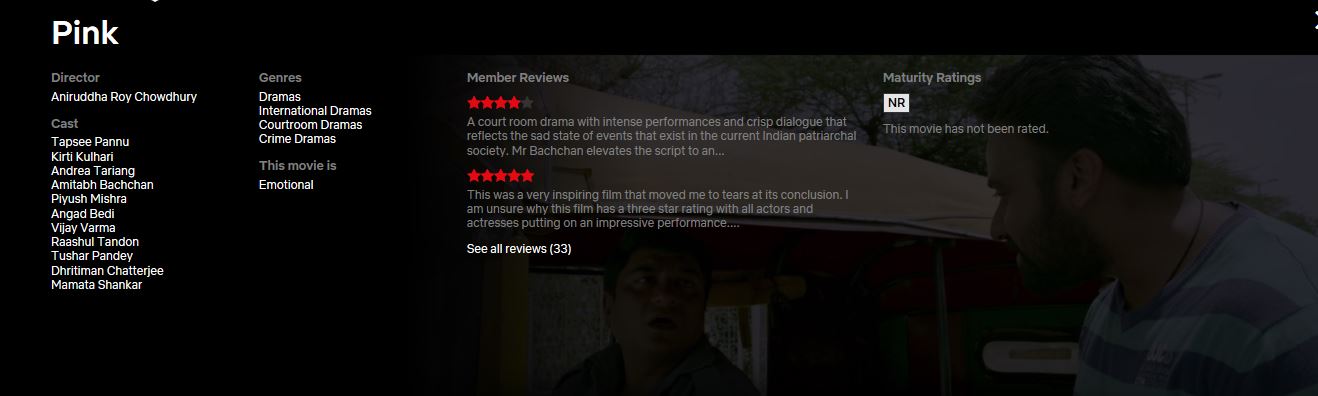 Pink
Director
Aniruddha Roy Chowdhury
Cast
Tapsee Pannu
Kirti Kulhari
Andrea Tariang
Amitabh Bachchan
Piyush Mishra
Angad Bedi
Vijay Varma
Raashul Tandon
Tushar Pandey
Dhritiman Chatterjee
Mamata Shankar
Genres
Dramas
International Dramas
Courtroom Dramas
Crime Dramas
This movie is
Emotional
Member Reviews
A court room drama with intense performances and crisp dialogue that
reflects the sad state of events that exist in the current Indian patriarchal
society. Mr Bachchan elevates the script to an...
This was a very inspiring film that moved me to tears at its conclusion. I
am unsure why this film has a three star rating with all actors and
actresses putting on an impressive performance....
See all reviews (33)
Maturity Ratings
NR
This movie has not been rated.